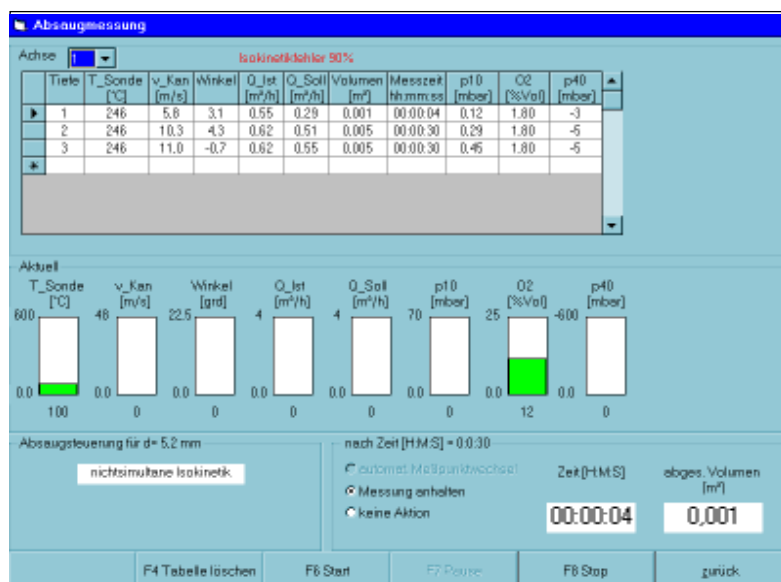 Absaugmessung
Achse 1 Isokinetikfehler 90%
Tiefe T_Sonde v_Kan Winkel Q_Ist Q_Soll Volumen Messzeit p10 O2 p40
[°C] [m/s] [m³/h] [m³/h] [m³] hh:mm:ss [mbar] [%Vol] [mbar]
1 246 5.8 3,1 0.55 0.29 0.001 00:00:04 0.12 1.80 -3
2 246 10,3 4,3 0.62 0.51 0.005 00:00:30 0.29 1.80 -5
3 246 11.0 -0,7 0.62 0.55 0.005 00:00:30 0,45 1.80 -5
Aktuell
T_Sonde v_Kan Winkel Q_Ist Q_Soll p10 O2 p40
[°C] [m/s] [grd] [m³/h] [m³/h] [mbar] [%Vol] [mbar]
600 48 22.5 4 4 70 25 -600
0.0 0.0 0.0 0.0 0.0 0.0 0.0 0.0
100 0 0 0 0 0 12 0
Absaugsteuerung für d= 5.2 mm
nichtsimultane Isokinetik
nach Zeit [H:M:S] = 0:0:30
automat. Meßpunktwechsel
Messung anhalten
keine Aktion
Zeit [H:M:S]
00:00:04
abges. Volumen
[m³]
0,001
F4 Tabelle löschen F6 Start F7 Pause F8 Stop zurück